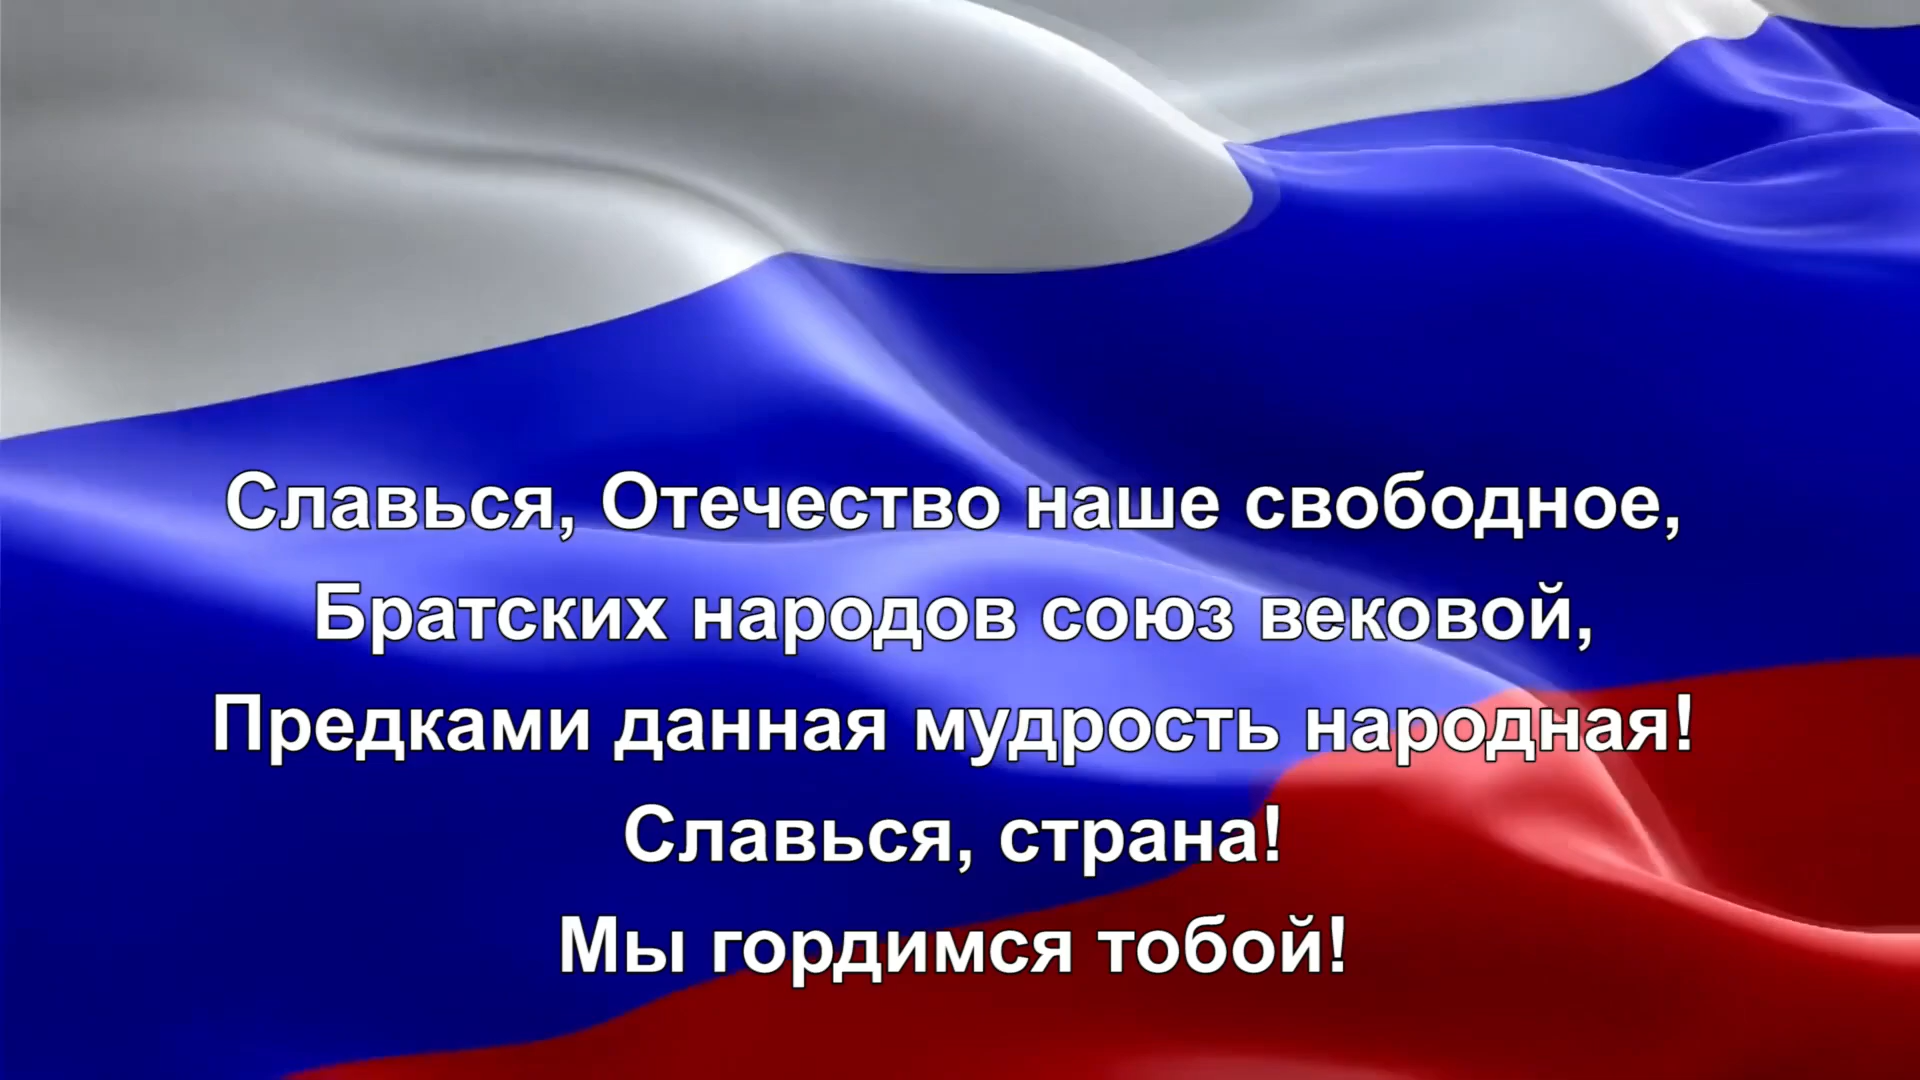 Славься, Отечество наше свободное,
Братских народов союз вековой,
Предками данная мудрость народная!
Славься, страна!
Мы гордимся тобой!